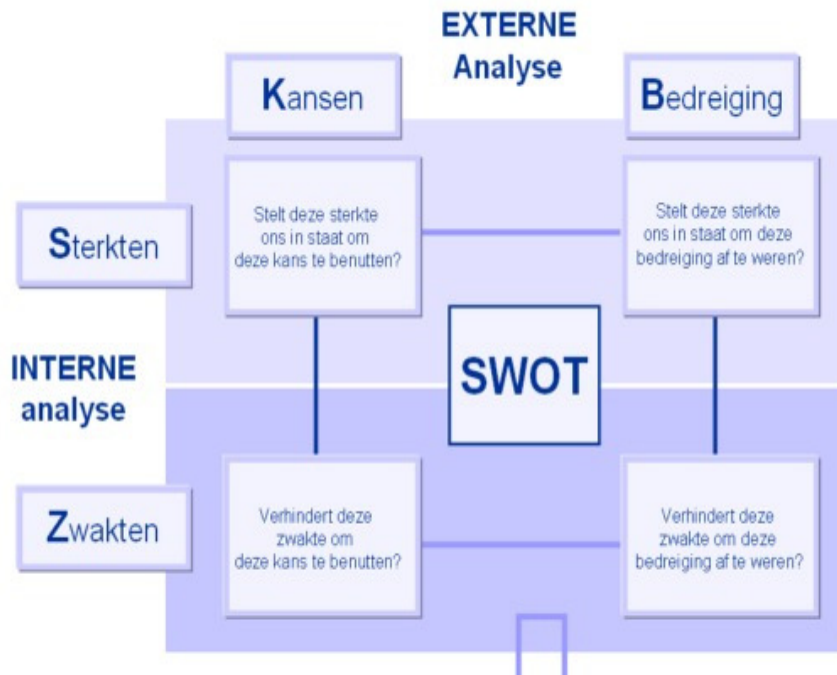 EXTERNE
Analyse
Kansen
Bedreiging
Sterkten
Stelt deze sterkte
ons in staat om
deze kans te benutten?
Stelt deze sterkte
ons in staat om deze
bedreiging af te weren?
SWOT
INTERNE
analyse
Zwakten
Verhindert deze
zwakte om
deze kans te benutten?
Verhindert deze
zwakte om deze
bedreiging af te weren?